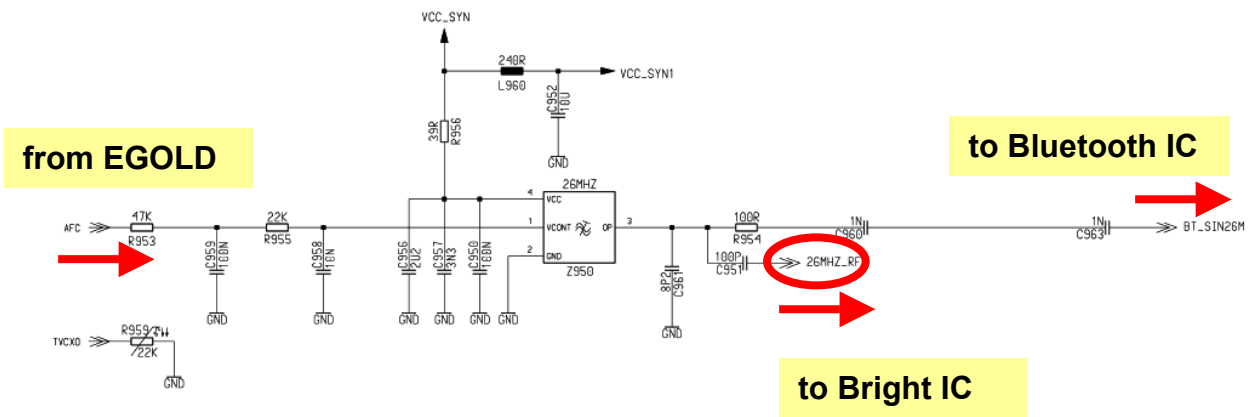 VCC_SYN
240R
L960
VCC_SYN1
C952
10U
GND
39R
R956
from EGOLD
to Bluetooth IC
26MHZ
4 VCC
AFC
47K
R953
22K
R955
1 VCONT
OP 3
2 GND
Z950
100R
R954
1N
C960
1N
C963
BT_SIN26M
C959
100N
C958
10N
C956
2U2
C957
3N3
C950
100N
100P
C951
26MHZ_RF
8P2
C961
GND
GND
GND
GND
GND
GND
GND
TVCXO
R959
22K
GND
to Bright IC